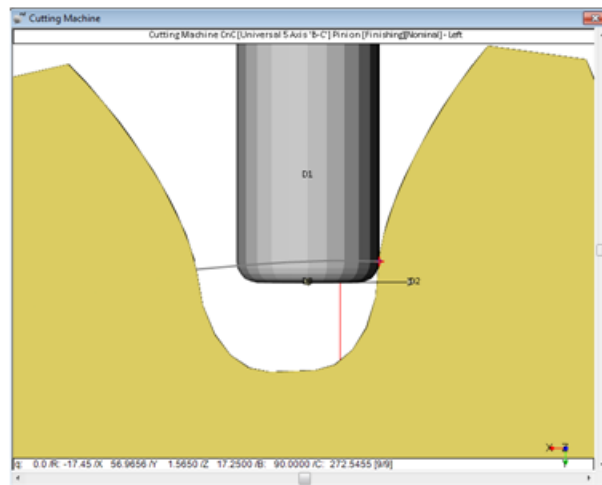 Cutting Machine
Cutting Machine CnC [Universal 5 Axis 'B-C'] Pinion [Finishing][Nominal] - Left
D1
D2
X Z
Y
q: 0.0 /R: -17.45 /X 56.9656 /Y 1.5650 /Z 17.2500 /B: 90.0000 /C: 272.5455 [9/9]